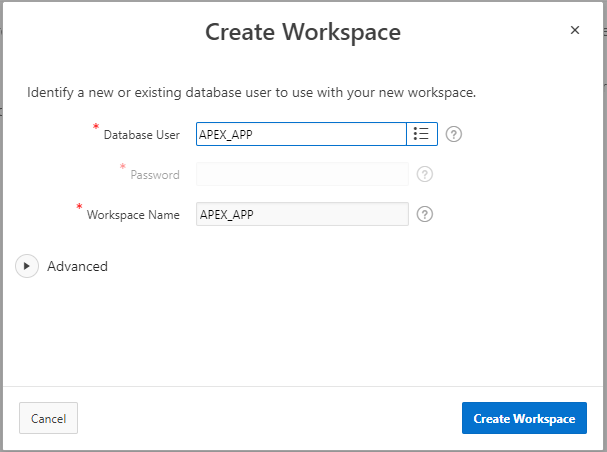 Create Workspace
×
Identify a new or existing database user to use with your new workspace.
* Database User APEX_APP ?
* Password ?
* Workspace Name APEX_APP ?
Advanced
Cancel Create Workspace